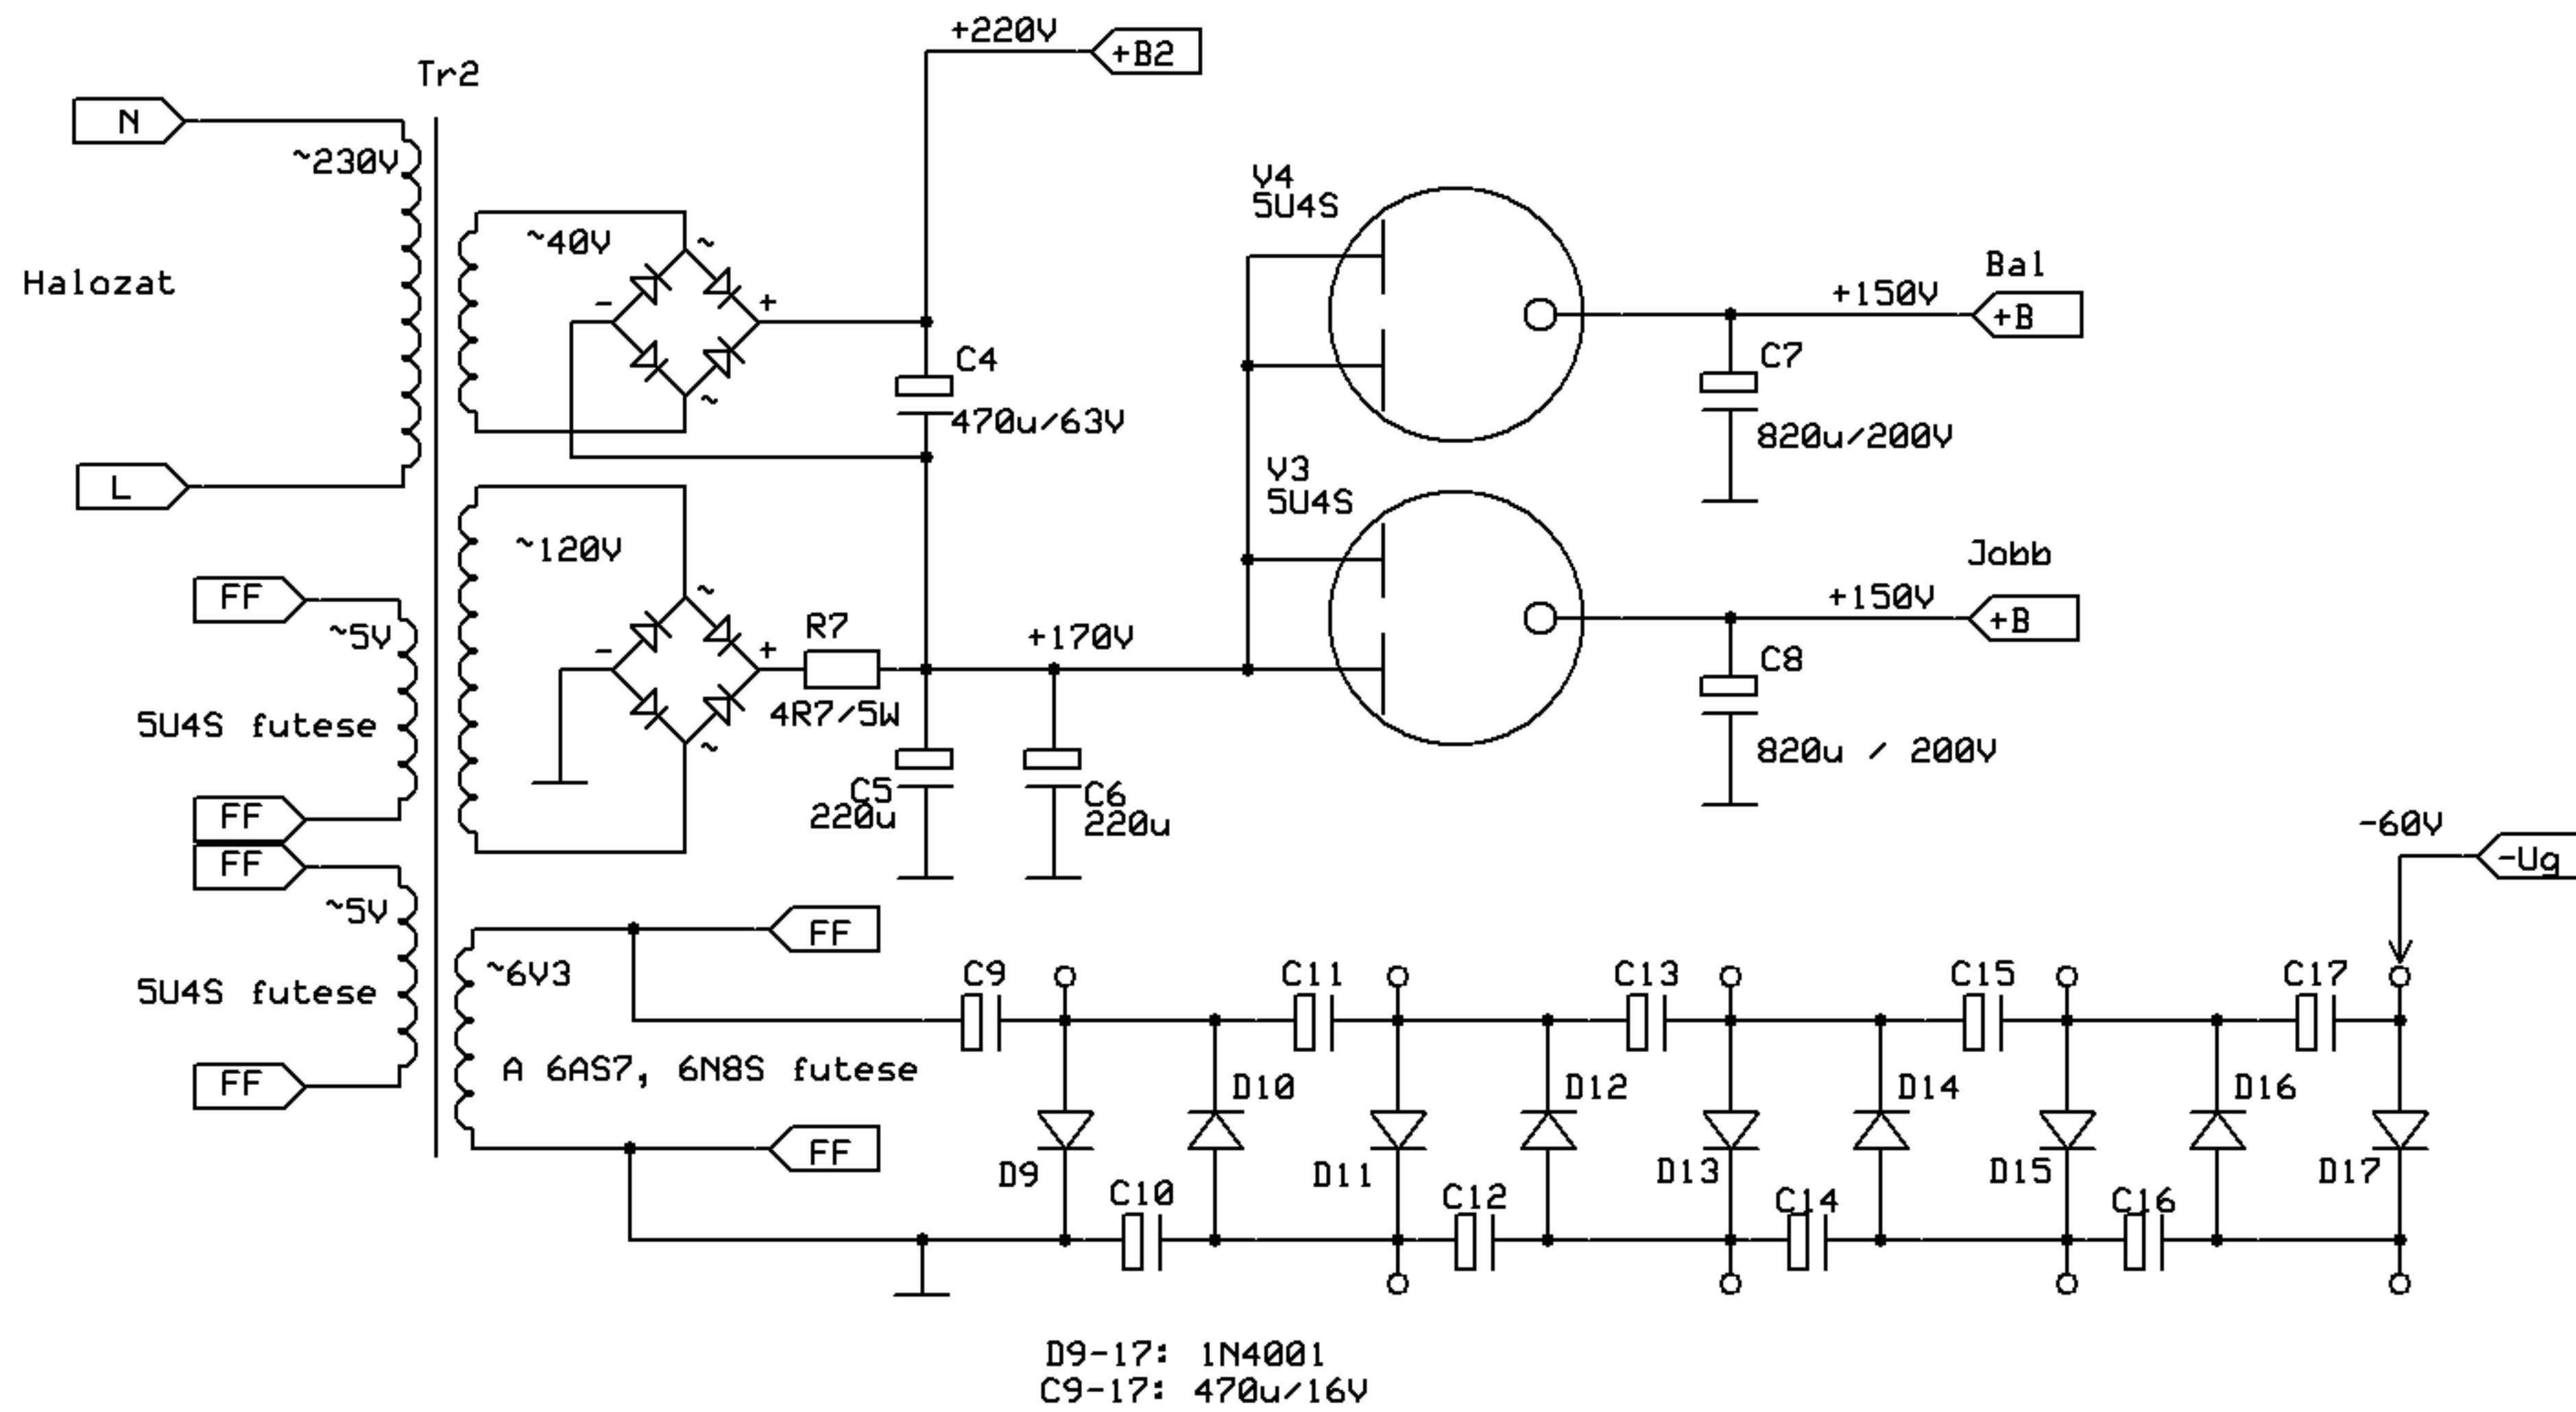 +220V
+B2
Tr2
N
~230V
V4
5U4S
~40V
~
Bal
Halozat
-
+
+150V
+B
C4
C7
~
470u/63V
820u/200V
V3
5U4S
L
~120V
Jobb
FF
~
+150V
+B
~5V
-
+
R7
+170V
C8
5U4S futese
4R7/5W
~
820u / 200V
C5
220u
C6
220u
FF
-60V
-Ug
FF
~5V
FF
~6V3
C9
C11
C13
C15
C17
5U4S futese
A 6AS7, 6N8S futese
FF
D10
D12
D14
D16
FF
D9
D11
D13
D15
D17
C10
C12
C14
C16
D9-17: 1N4001
C9-17: 470u/16V